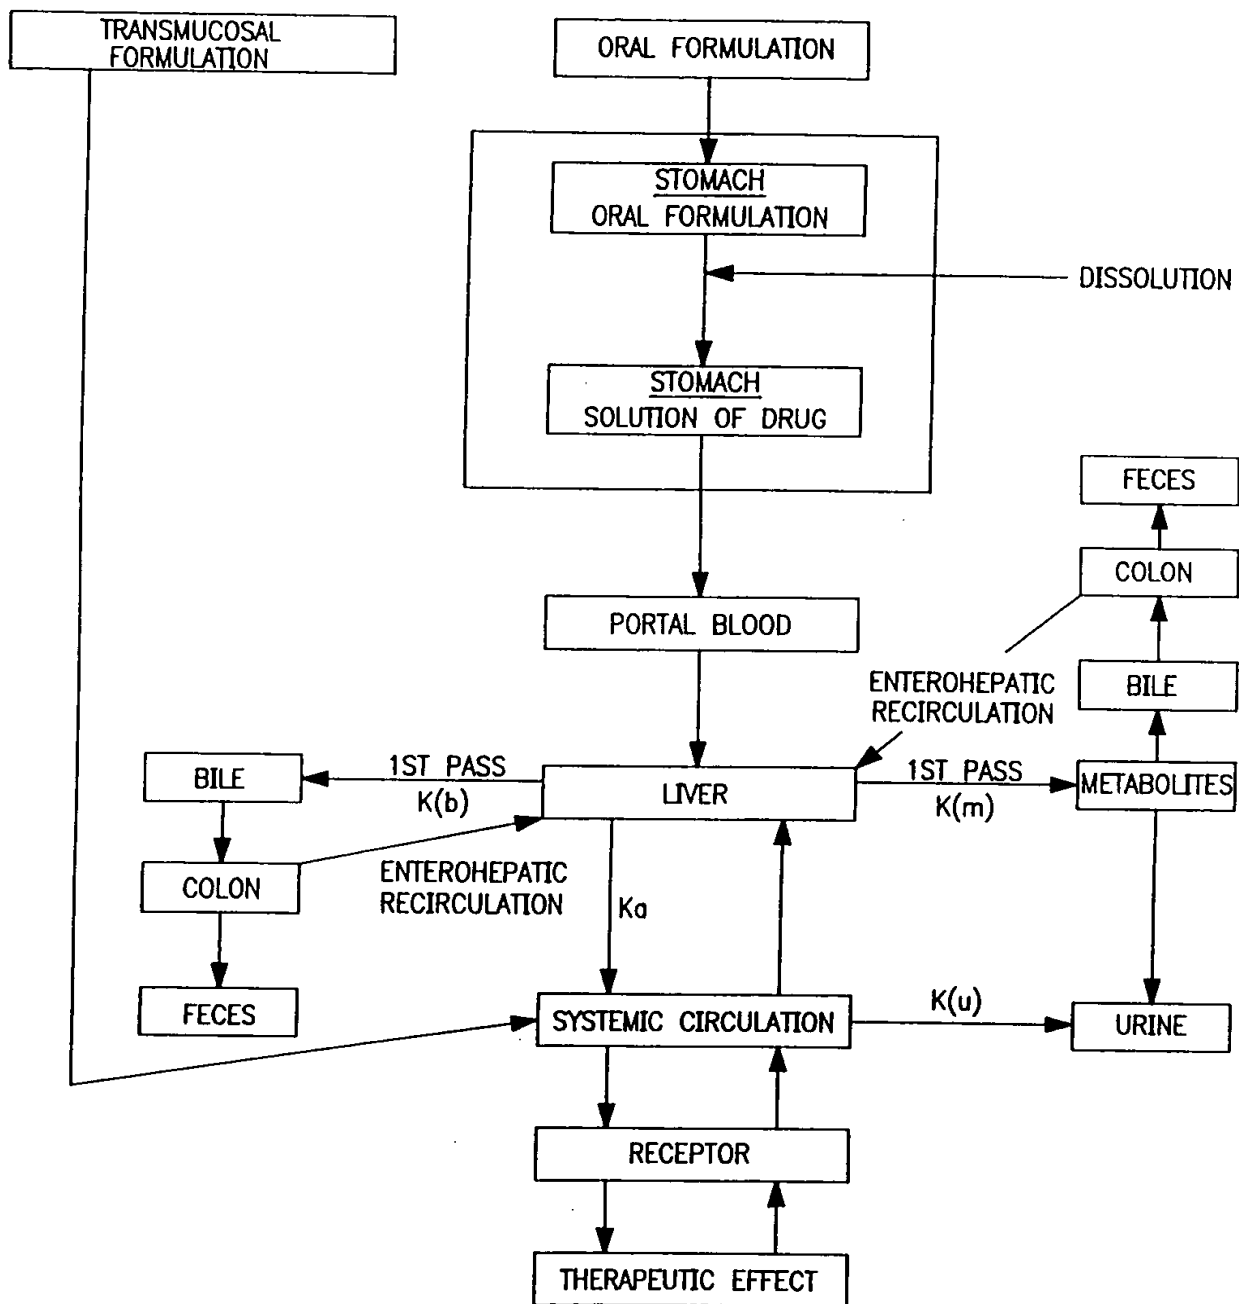 TRANSMUCOSAL
FORMULATION
ORAL FORMULATION
STOMACH
ORAL FORMULATION
DISSOLUTION
STOMACH
SOLUTION OF DRUG
FECES
COLON
PORTAL BLOOD
BILE
ENTEROHEPATIC
RECIRCULATION
BILE
1ST PASS
K(b)
LIVER
1ST PASS
K(m)
METABOLITES
COLON
ENTEROHEPATIC
RECIRCULATION
Ka
FECES
SYSTEMIC CIRCULATION
K(u)
URINE
RECEPTOR
THERAPEUTIC EFFECT